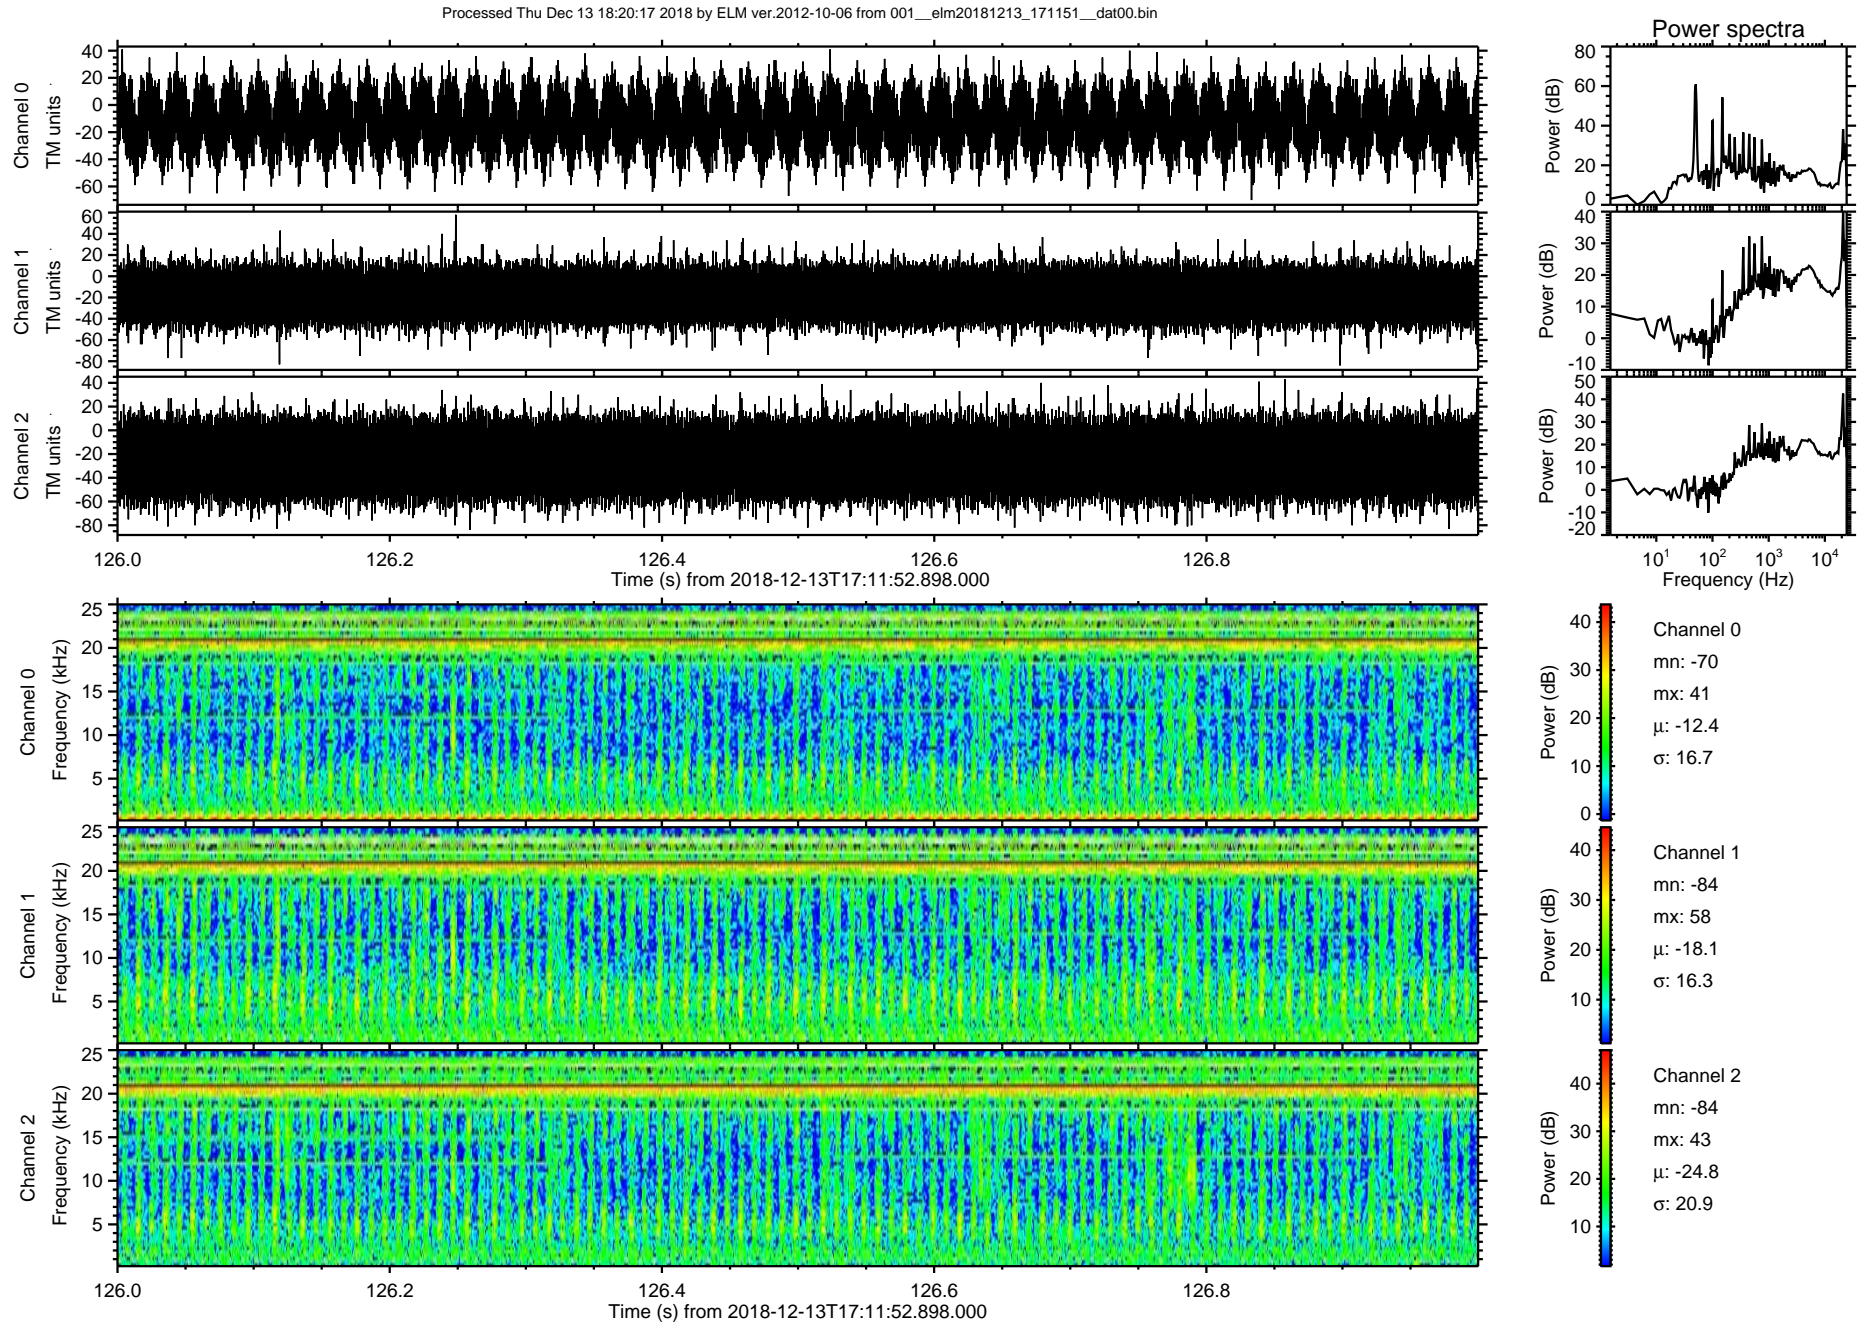 Processed Thu Dec 13 18:20:17 2018 by ELM ver.2012-10-06 from 001__elm20181213_171151__dat00.bin
Power spectra
Channel 0
TM units
40
20
0
-20
-40
-60
Power (dB)
80
60
40
20
0
Channel 1
TM units
60
40
20
0
-20
-40
-60
-80
Power (dB)
40
30
20
10
0
-10
Channel 2
TM units
40
20
0
-20
-40
-60
-80
Power (dB)
50
40
30
20
10
0
-10
-20
126.0 126.2 126.4 126.6 126.8
Time (s) from 2018-12-13T17:11:52.898.000
10¹ 10² 10³ 10⁴
Frequency (Hz)
Channel 0
Frequency (kHz)
25
20
15
10
5
Power (dB)
40
30
20
10
0
Channel 0
mn: -70
mx: 41
μ: -12.4
σ: 16.7
Channel 1
Frequency (kHz)
25
20
15
10
5
Power (dB)
40
30
20
10
Channel 1
mn: -84
mx: 58
μ: -18.1
σ: 16.3
Channel 2
Frequency (kHz)
25
20
15
10
5
Power (dB)
40
30
20
10
Channel 2
mn: -84
mx: 43
μ: -24.8
σ: 20.9
126.0 126.2 126.4 126.6 126.8
Time (s) from 2018-12-13T17:11:52.898.000